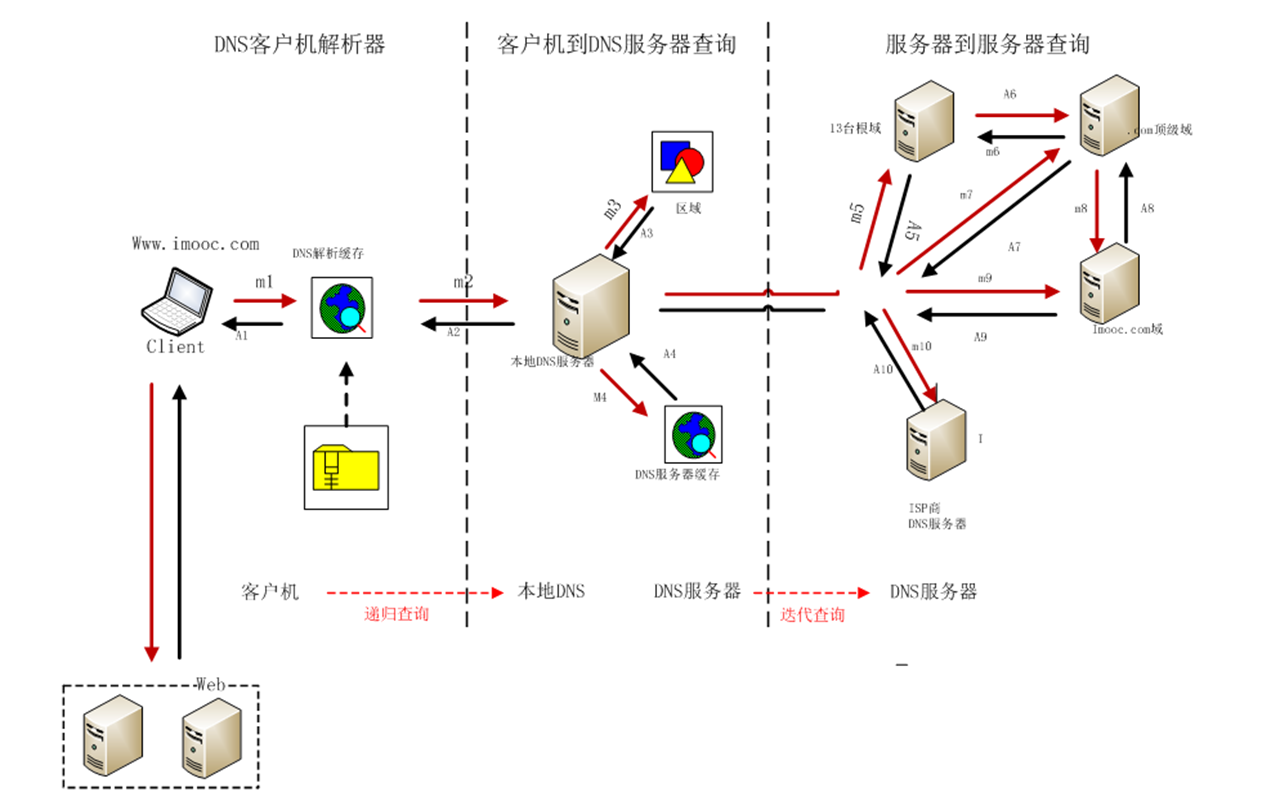 DNS客户机解析器
客户机到DNS服务器查询
服务器到服务器查询
A6
13台根域
.com顶级域
m6
m3
区域
A3
m5
A5
m7
m8
A8
Www.imooc.com
DNS解析缓存
A7
m1
m2
m9
A1
A2
Client
本地DNS服务器
A4
A9
Imooc.com域
m10
A10
M4
I
DNS服务器缓存
ISP商
DNS服务器
客户机
本地DNS
DNS服务器
DNS服务器
递归查询
迭代查询
Web